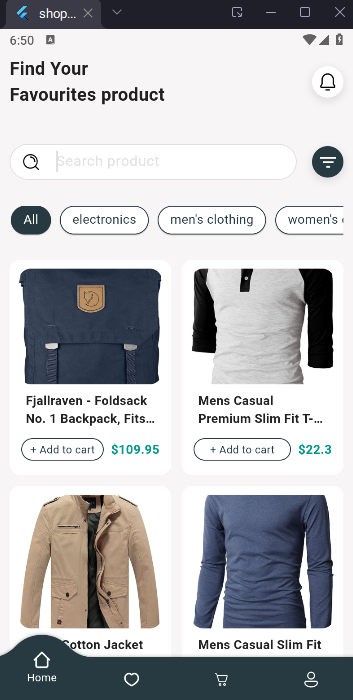 shop...
6:50 A
Find Your
Favourites product
Search product
All
electronics
men's clothing
women's c
Fjallraven - Foldsack
No. 1 Backpack, Fits...
+ Add to cart
$109.95
Mens Casual
Premium Slim Fit T-...
+ Add to cart
$22.3
Cotton Jacket
Mens Casual Slim Fit
Home